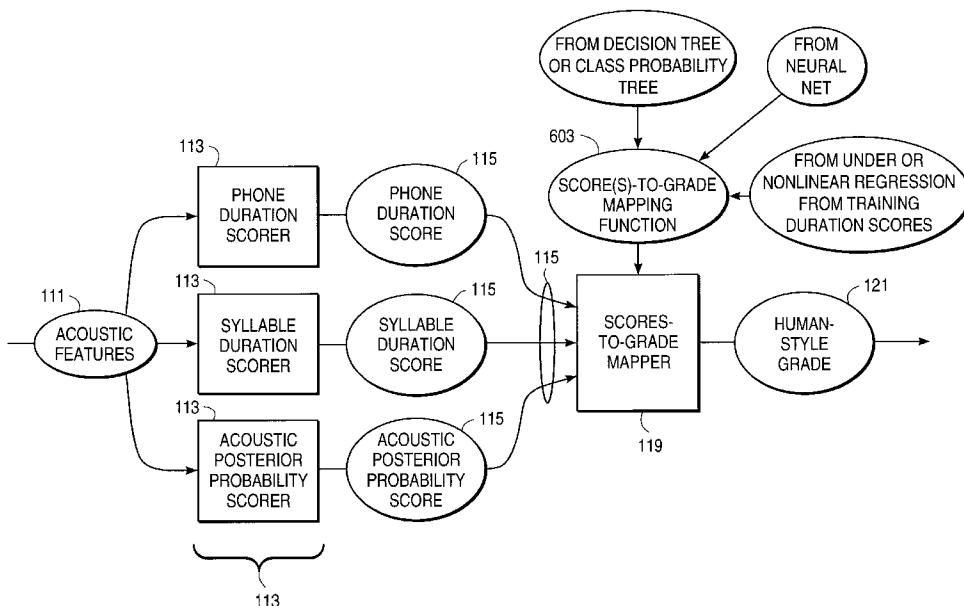 FROM DECISION TREE
OR CLASS PROBABILITY
TREE
FROM
NEURAL
NET
603
SCORE(S)-TO-GRADE
MAPPING
FUNCTION
FROM UNDER OR
NONLINEAR REGRESSION
FROM TRAINING
DURATION SCORES
113
PHONE
DURATION
SCORER
115
PHONE
DURATION
SCORE
111
ACOUSTIC
FEATURES
113
SYLLABLE
DURATION
SCORER
115
SYLLABLE
DURATION
SCORE
115
SCORES-
TO-GRADE
MAPPER
119
121
HUMAN-
STYLE
GRADE
113
ACOUSTIC
POSTERIOR
PROBABILITY
SCORER
115
ACOUSTIC
POSTERIOR
PROBABILITY
SCORE
113